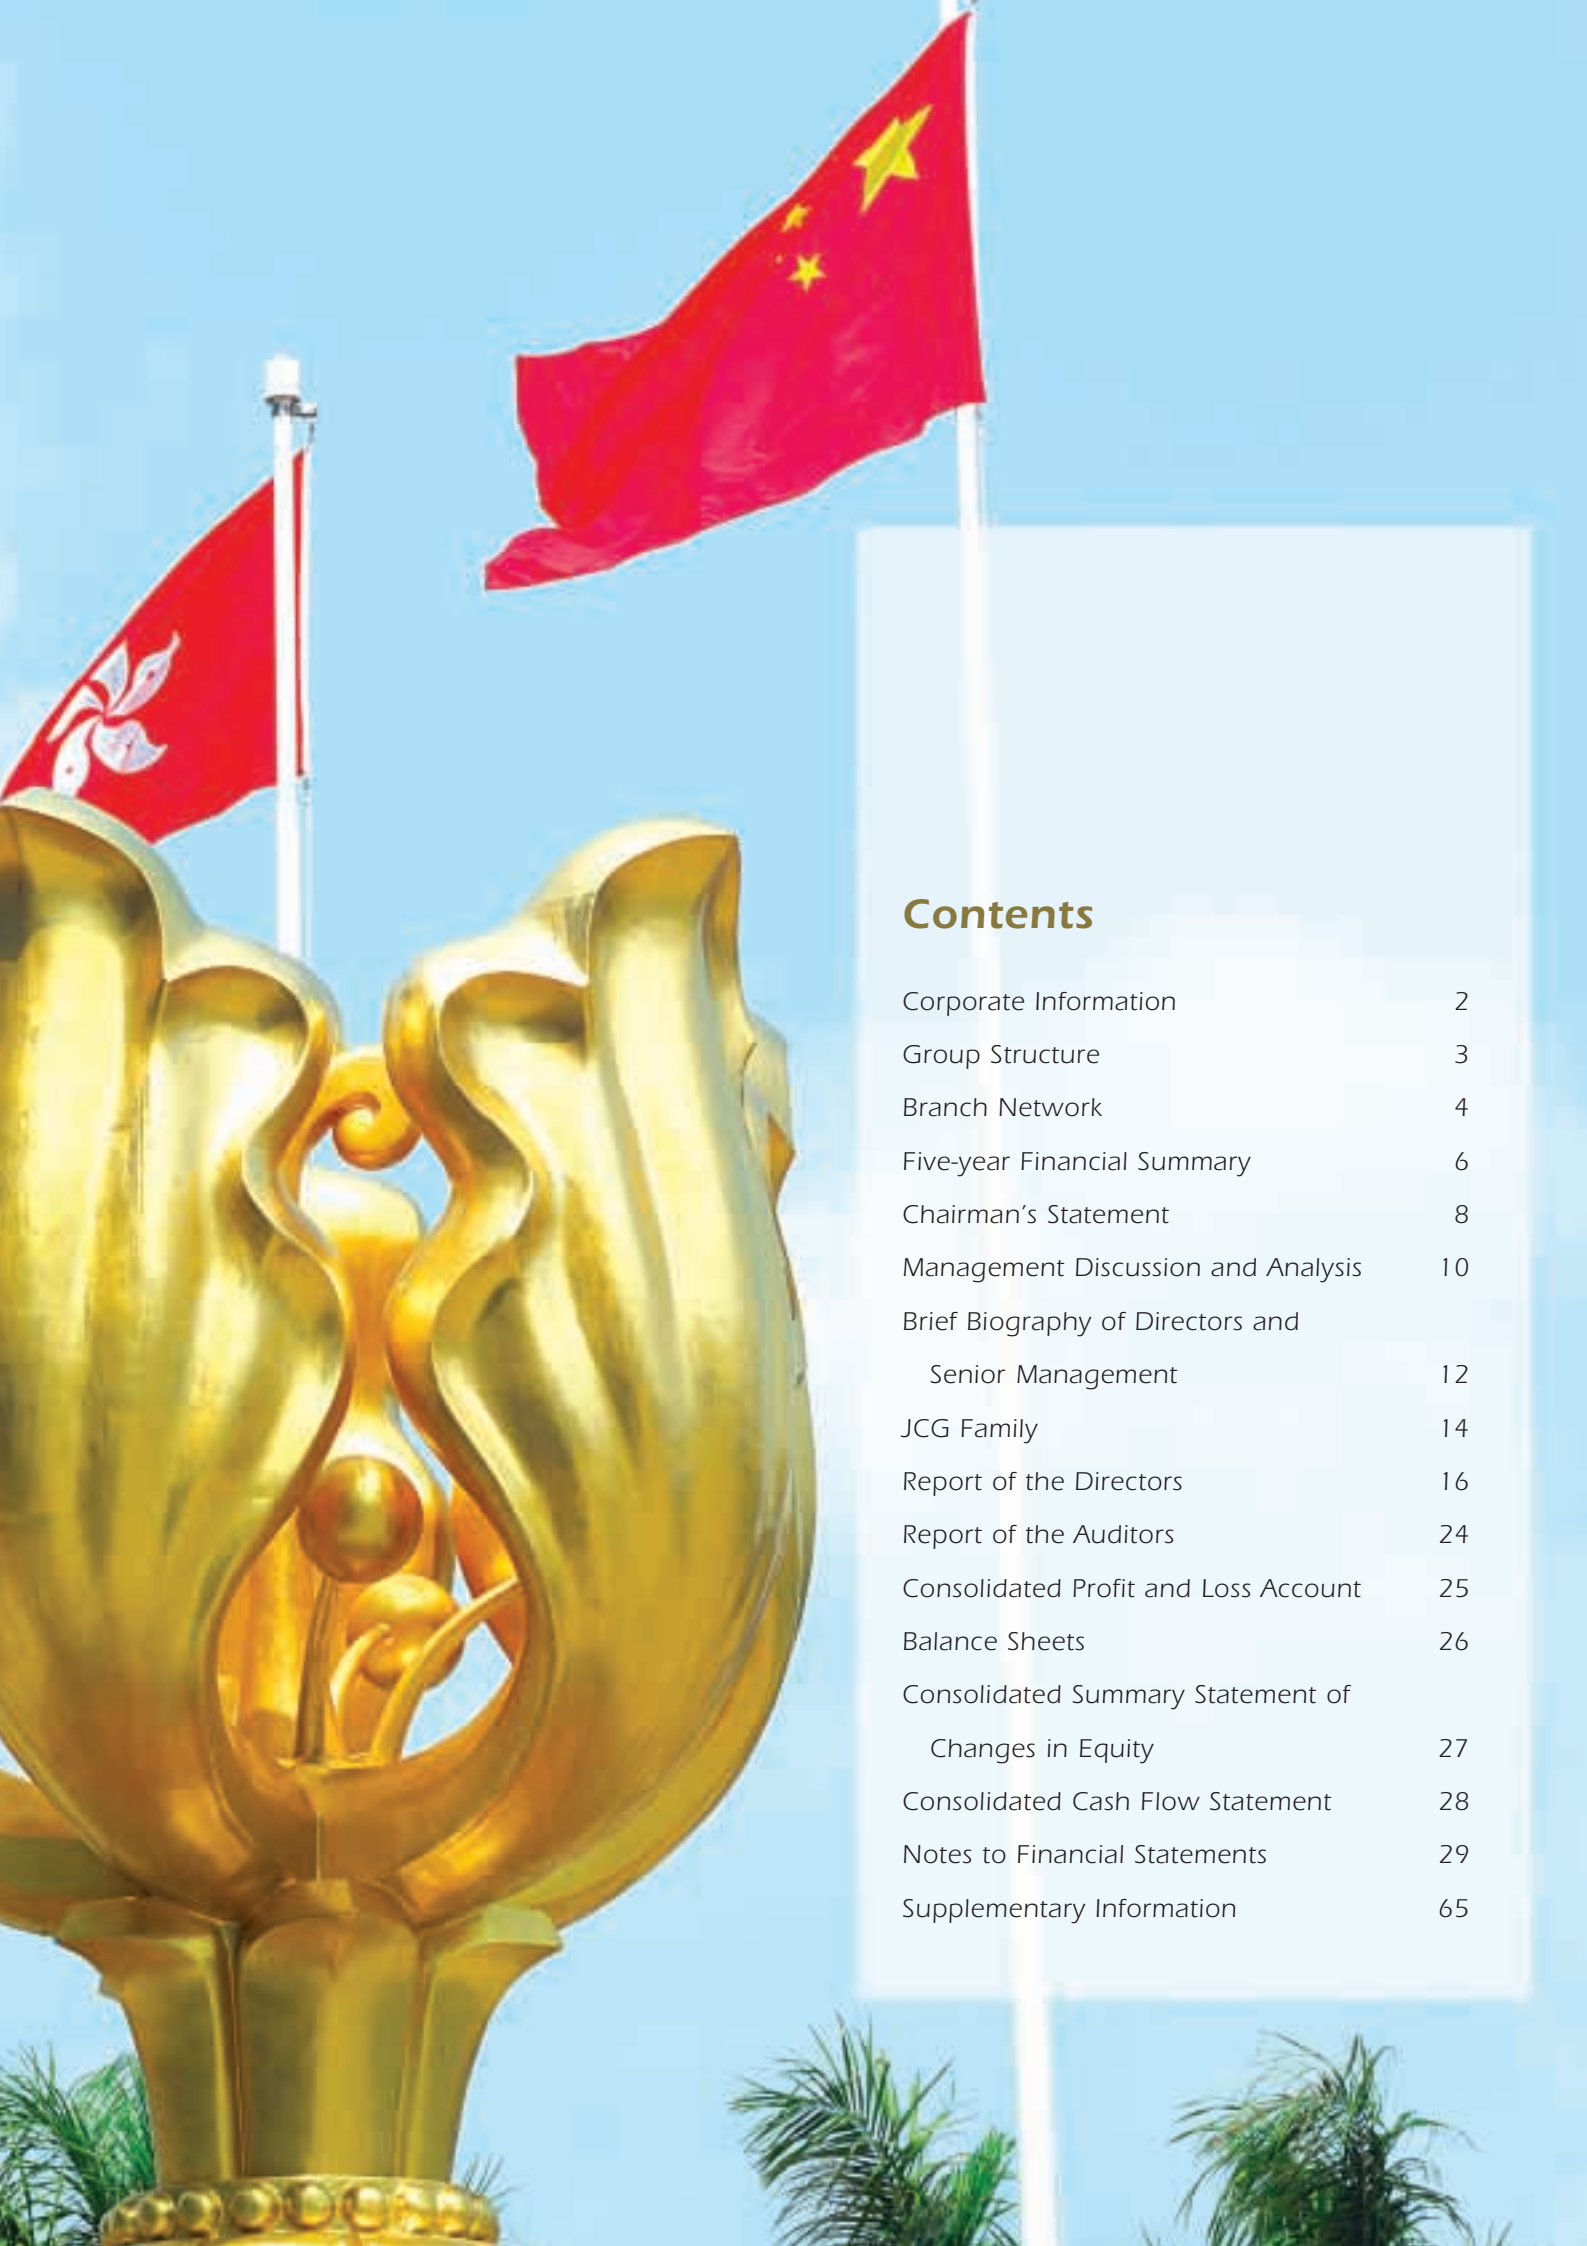 Contents
Corporate Information 2
Group Structure 3
Branch Network 4
Five-year Financial Summary 6
Chairman’s Statement 8
Management Discussion and Analysis 10
Brief Biography of Directors and
Senior Management 12
JCG Family 14
Report of the Directors 16
Report of the Auditors 24
Consolidated Profit and Loss Account 25
Balance Sheets 26
Consolidated Summary Statement of
Changes in Equity 27
Consolidated Cash Flow Statement 28
Notes to Financial Statements 29
Supplementary Information 65